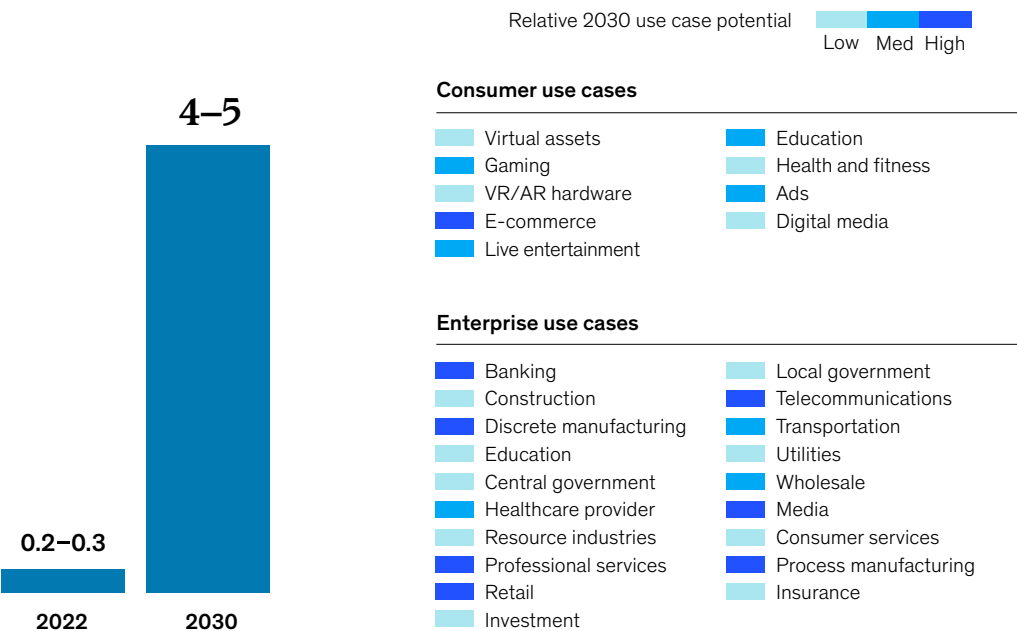 Relative 2030 use case potential
Low Med High
4–5
0.2–0.3
2022 2030
Consumer use cases
Virtual assets
Gaming
VR/AR hardware
E-commerce
Live entertainment
Education
Health and fitness
Ads
Digital media
Enterprise use cases
Banking
Construction
Discrete manufacturing
Education
Central government
Healthcare provider
Resource industries
Professional services
Retail
Investment
Local government
Telecommunications
Transportation
Utilities
Wholesale
Media
Consumer services
Process manufacturing
Insurance